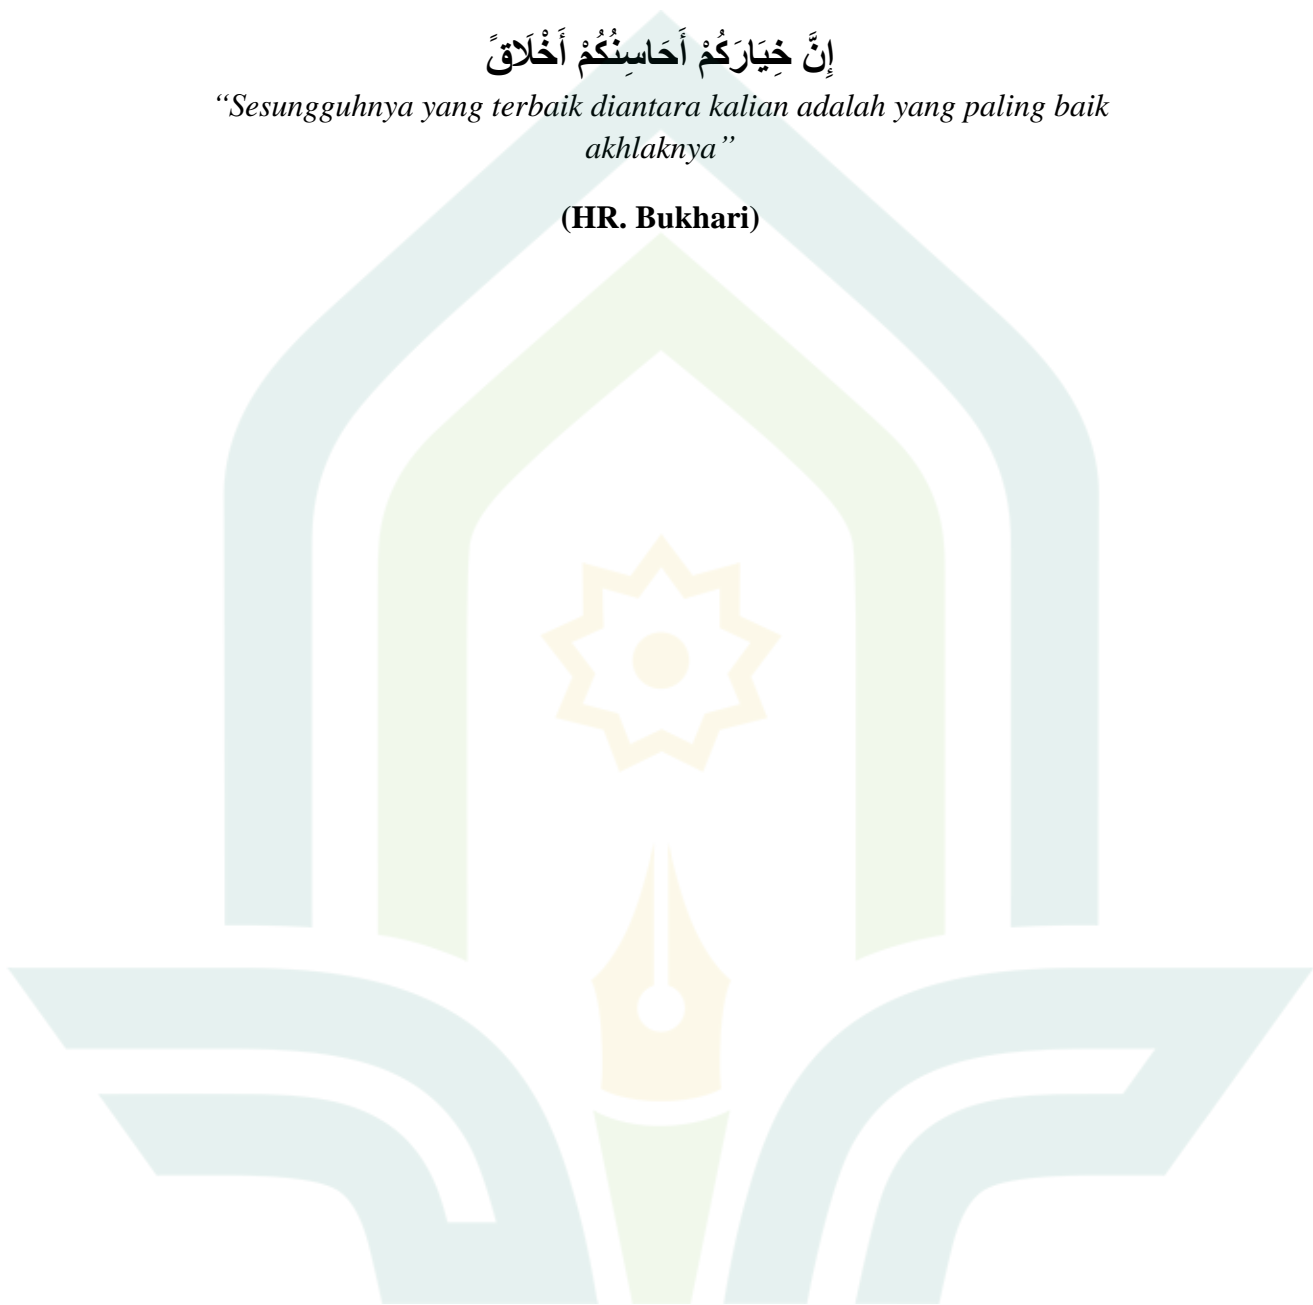 إِنَّ خِيَارَكُمْ أَحَاسِنُكُمْ أَخْلَاقً
“Sesungguhnya yang terbaik diantara kalian adalah yang paling baik
akhlaknya”
(HR. Bukhari)